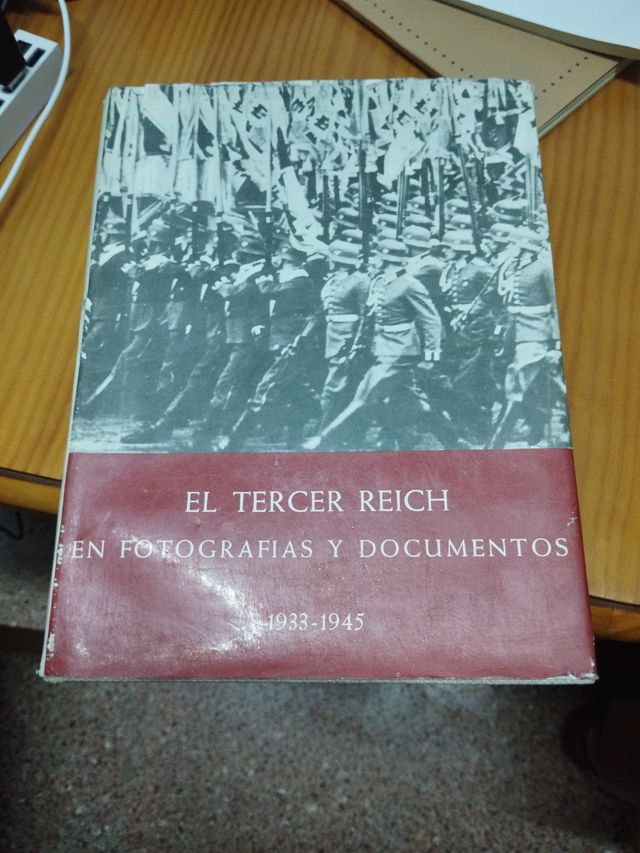 EL TERCER REICH
EN FOTOGRAFIAS Y DOCUMENTOS
1933-1945